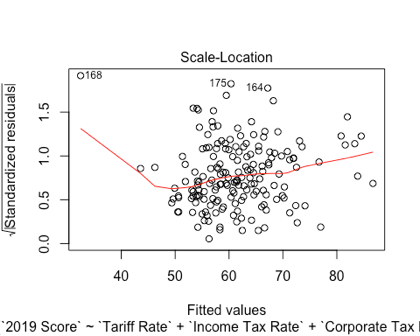 Scale-Location
√|Standardized residuals|
0.0 0.5 1.0 1.5
168
175
164
40 50 60 70 80
Fitted values
`2019 Score` ~ `Tariff Rate` + `Income Tax Rate` + `Corporate Tax